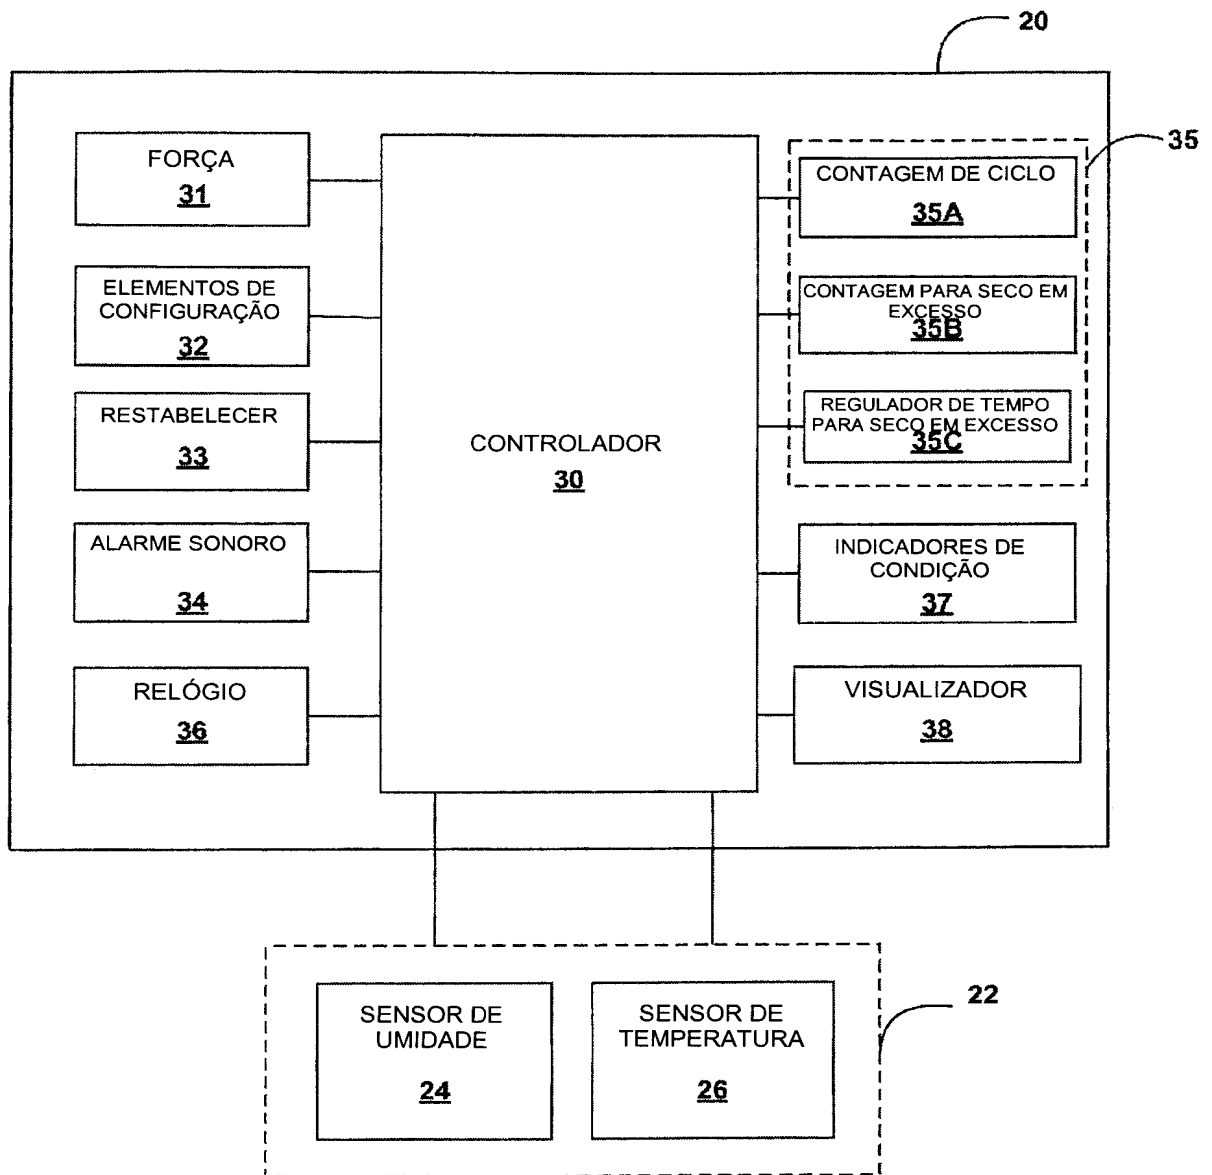 20
35
FORÇA
31
ELEMENTOS DE
CONFIGURAÇÃO
32
RESTABELECER
33
ALARME SONORO
34
RELÓGIO
36
CONTROLADOR
30
CONTAGEM DE CICLO
35A
CONTAGEM PARA SECO EM
EXCESSO
35B
REGULADOR DE TEMPO
PARA SECO EM EXCESSO
35C
INDICADORES DE
CONDIÇÃO
37
VISUALIZADOR
38
22
SENSOR DE
UMIDADE
24
SENSOR DE
TEMPERATURA
26